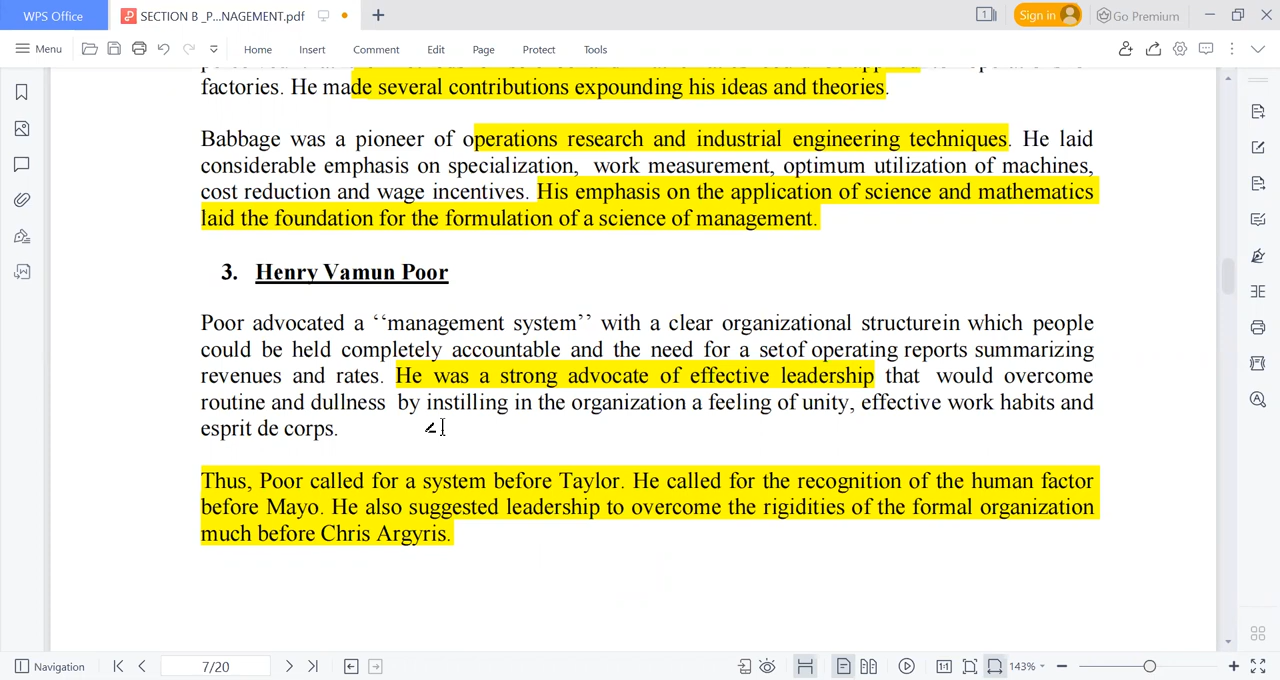 WPS Office
SECTION B _P...NAGEMENT.pdf
Sign in
Go Premium
Menu
Home Insert Comment Edit Page Protect Tools
factories. He made several contributions expounding his ideas and theories.
Babbage was a pioneer of operations research and industrial engineering techniques. He laid
considerable emphasis on specialization, work measurement, optimum utilization of machines,
cost reduction and wage incentives. His emphasis on the application of science and mathematics
laid the foundation for the formulation of a science of management.
3. Henry Vamun Poor
Poor advocated a ‘‘management system’’ with a clear organizational structurein which people
could be held completely accountable and the need for a setof operating reports summarizing
revenues and rates. He was a strong advocate of effective leadership that would overcome
routine and dullness by instilling in the organization a feeling of unity, effective work habits and
esprit de corps.
Thus, Poor called for a system before Taylor. He called for the recognition of the human factor
before Mayo. He also suggested leadership to overcome the rigidities of the formal organization
much before Chris Argyris.
Navigation 7/20 1:1 143%